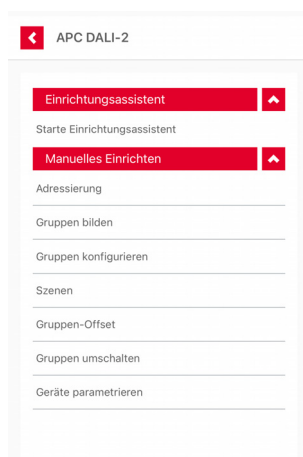 APC DALI-2
Einrichtungsassistent
Starte Einrichtungsassistent
Manuelles Einrichten
Adressierung
Gruppen bilden
Gruppen konfigurieren
Szenen
Gruppen-Offset
Gruppen umschalten
Geräte parametrieren